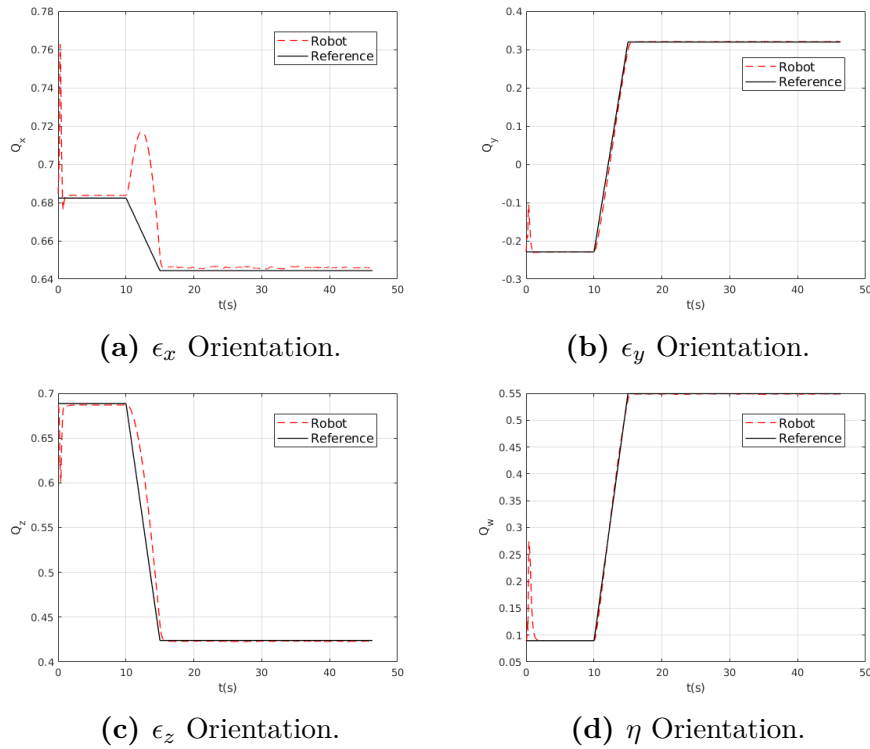 0.78
0.76
0.74
0.72
0.7
0.68
0.66
0.64
Q_x
Robot
Reference
0 10 20 30 40 50
t(s)
(a) ϵ_x Orientation.
0.4
0.3
0.2
0.1
0
-0.1
-0.2
-0.3
Q_y
Robot
Reference
0 10 20 30 40 50
t(s)
(b) ϵ_y Orientation.
0.7
0.65
0.6
0.55
0.5
0.45
0.4
Q_z
Robot
Reference
0 10 20 30 40 50
t(s)
(c) ϵ_z Orientation.
0.55
0.5
0.45
0.4
0.35
0.3
0.25
0.2
0.15
0.1
0.05
Q_w
Robot
Reference
0 10 20 30 40 50
t(s)
(d) η Orientation.